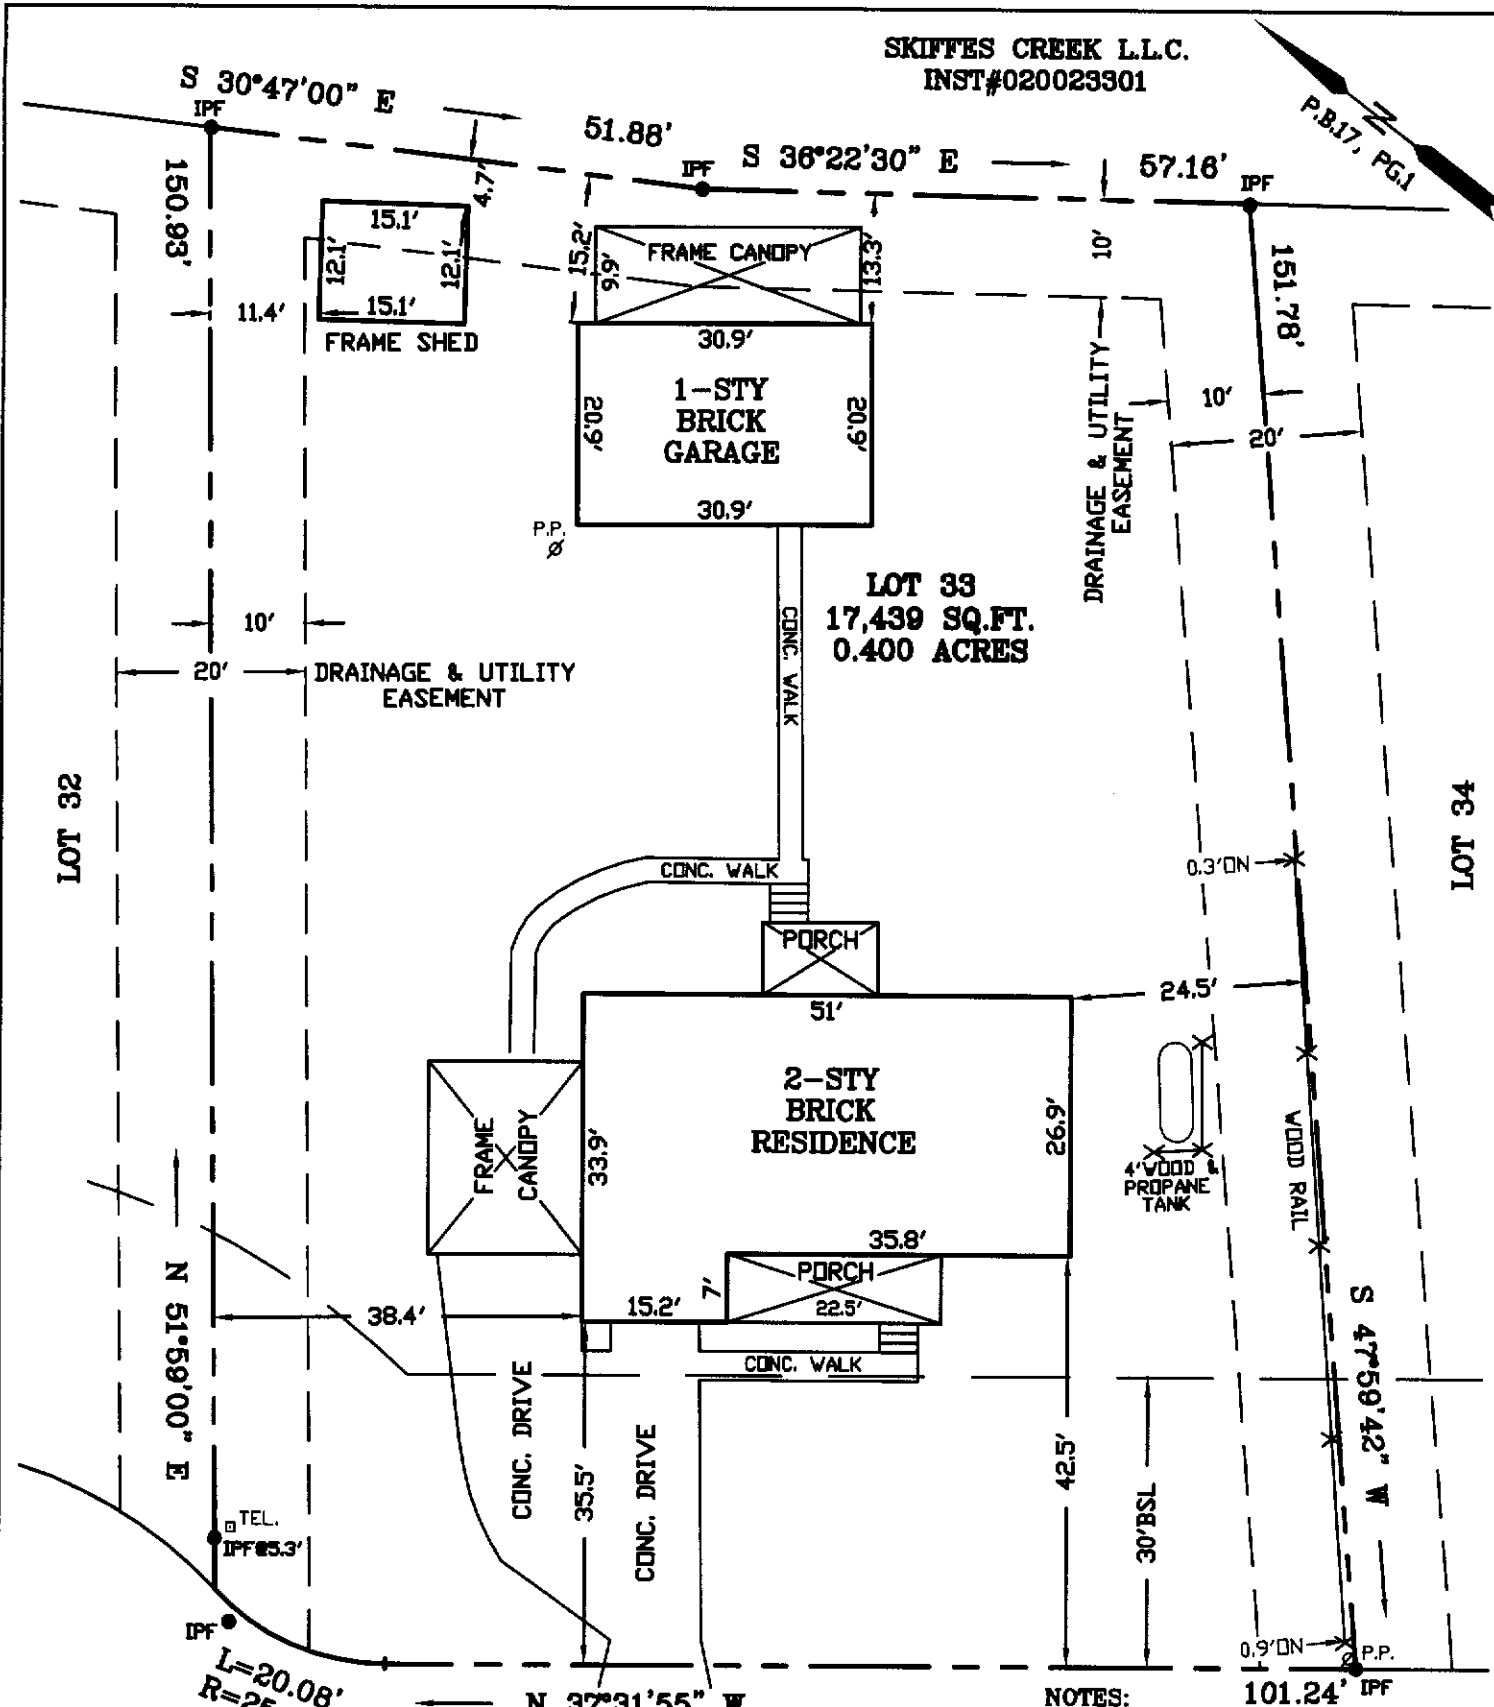 SKIFFES CREEK L.L.C.
INST#020023301
N
P.B.17, PG.1
S 30°47'00" E
IPF
51.88'
IPF
S 36°22'30" E
57.16'
IPF
150.93'
4.7'
15.1'
12.1'
12.1'
15.1'
11.4'
FRAME SHED
15.2'
9.9'
FRAME CANOPY
13.3'
10'
151.78'
30.9'
1-STY
BRICK
GARAGE
20.9'
20.9'
30.9'
P.P.
10'
20'
DRAINAGE & UTILITY
EASEMENT
LOT 33
17,439 SQ.FT.
0.400 ACRES
CONC. WALK
10'
20'
DRAINAGE & UTILITY
EASEMENT
LOT 32
LOT 34
CONC. WALK
0.3'ON
PORCH
24.5'
51'
2-STY
BRICK
RESIDENCE
FRAME
CANOPY
33.9'
26.9'
4'WOOD &
PROPANE
TANK
WOOD RAIL
35.8'
PORCH
22.5'
7'
15.2'
38.4'
N 51°59'00" E
S 47°59'42" W
CONC. WALK
CONC. DRIVE
35.5'
CONC. DRIVE
42.5'
30'BSL
TEL.
IPF@5.3'
IPF
L=20.08'
0.9'ON
P.P.
IPF
N 37°31'55" W
NOTES:
101.24'